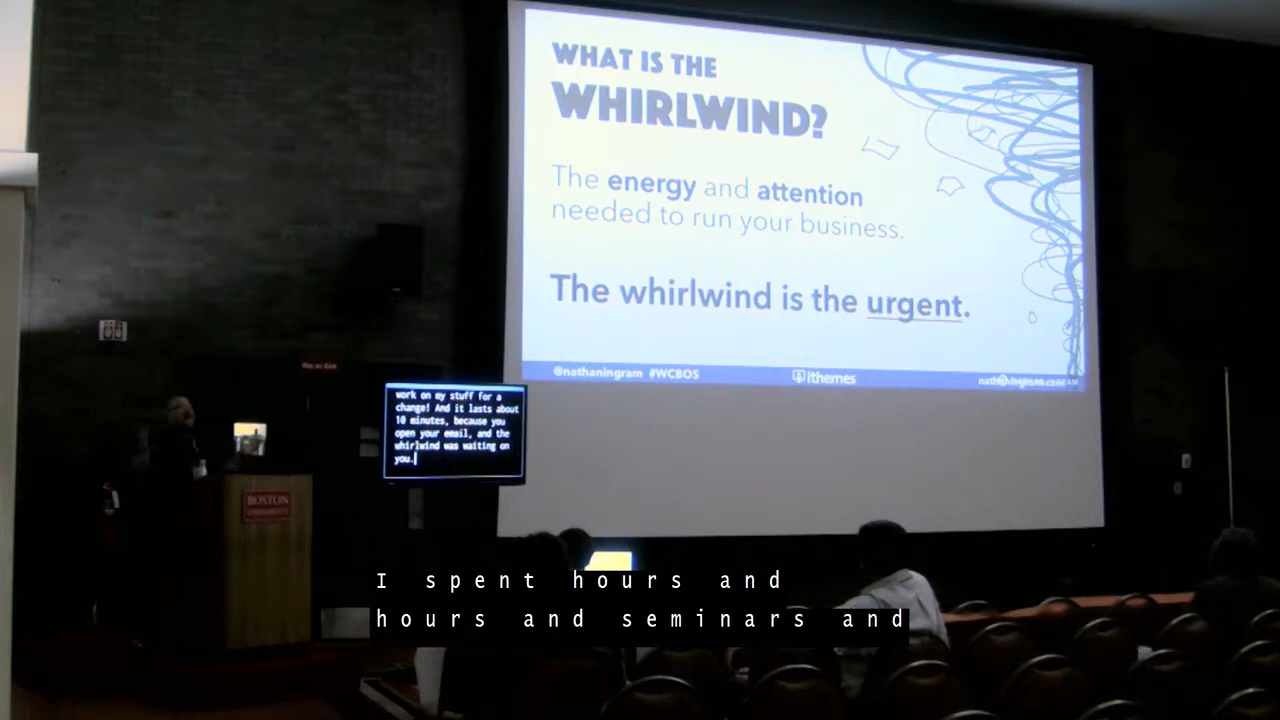 WHAT IS THE
WHIRLWIND?
The energy and attention
needed to run your business.
The whirlwind is the urgent.
@nathaningram #WCBOS
ithemes
work on my stuff for a
change! And it lasts about
10 minutes, because you
open your email, and the
whirlwind was waiting on
you.
BOSTON
UNIVERSITY
I spent hours and
hours and seminars and